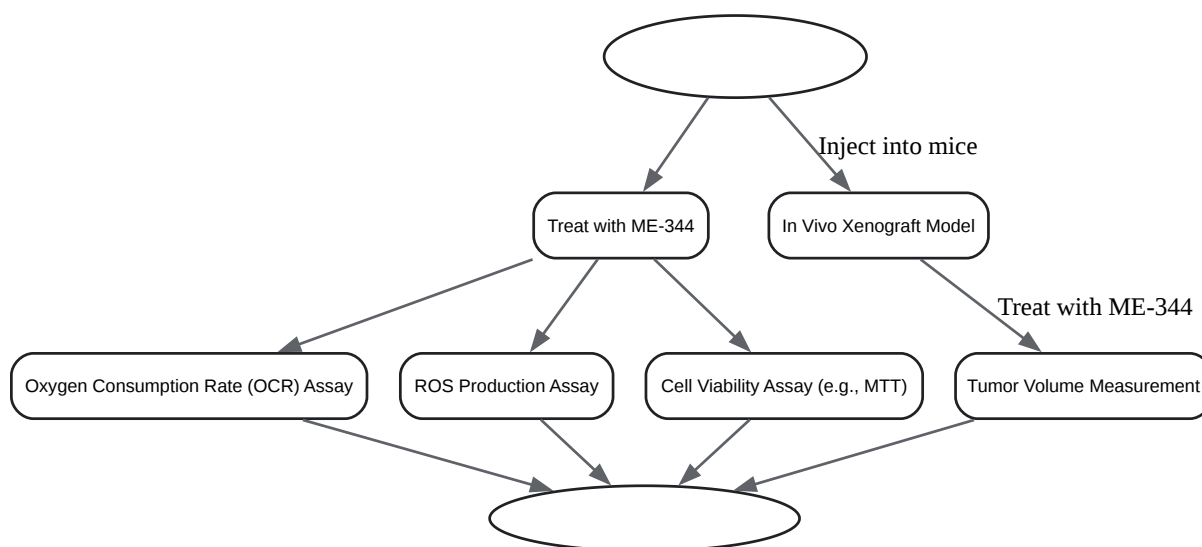 Inject into mice
Treat with ME-344
In Vivo Xenograft Model
Treat with ME-344
Oxygen Consumption Rate (OCR) Assay
ROS Production Assay
Cell Viability Assay (e.g., MTT)
Tumor Volume Measurement